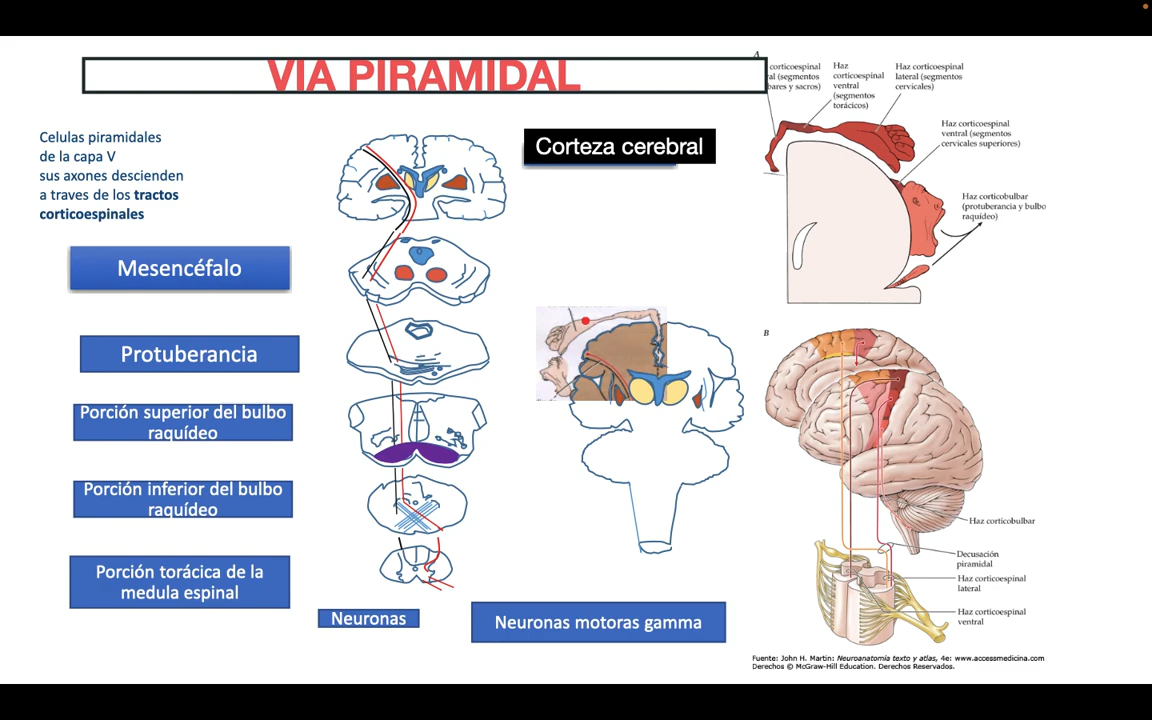 VIA PIRAMIDAL
Celulas piramidales
de la capa V
sus axones descienden
a traves de los tractos
corticoespinales
Corteza cerebral
Mesencéfalo
Protuberancia
Porción superior del bulbo
raquídeo
Porción inferior del bulbo
raquídeo
Porción torácica de la
medula espinal
Neuronas
Neuronas motoras gamma
A
corticoespinal
(segmentos
y sacros)
Haz
corticoespinal
ventral
(segmentos
torácicos)
Haz corticoespinal
lateral (segmentos
cervicales)
Haz corticoespinal
ventral (segmentos
cervicales superiores)
Haz corticobulbar
(protuberancia y bulbo
raquídeo)
B
Haz corticobulbar
Decusación
piramidal
Haz corticoespinal
lateral
Haz corticoespinal
ventral
Fuente: John H. Martin: Neuroanatomía texto y atlas, 4e: www.accessmedicina.com
Derechos © McGraw-Hill Education. Derechos Reservados.